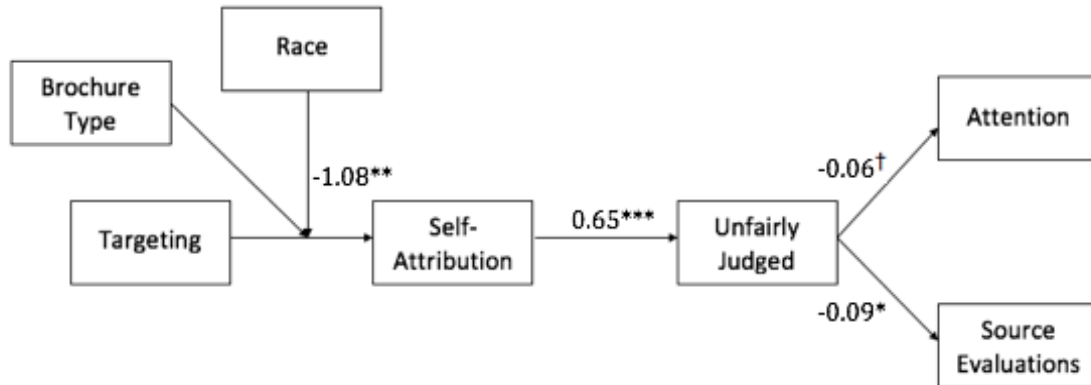 Race
Brochure
Type
Attention
-1.08**
-0.06†
Targeting
Self-
Attribution
0.65***
Unfairly
Judged
-0.09*
Source
Evaluations